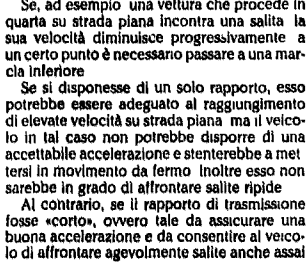 Se, ad esempio una vettura che procede in
quarta su strada piana incontra una salita la
sua velocità diminuisce progressivamente a
un certo punto è necessario passare a una mar-
cia inferiore
Se si disponesse di un solo rapporto, esso
potrebbe essere adeguato al raggiungimento
di elevate velocità su strada piana ma il veico-
lo in tal caso non potrebbe disporre di una
accettabile accelerazione e stenterebbe a met
tersi in movimento da fermo Inoltre esso non
sarebbe in grado di affrontare salite ripide
Al contrario, se il rapporto di trasmissione
fosse «corto», ovvero tale da assicurare una
buona accelerazione e da consentire al veico-
lo di affrontare agevolmente salite anche assai